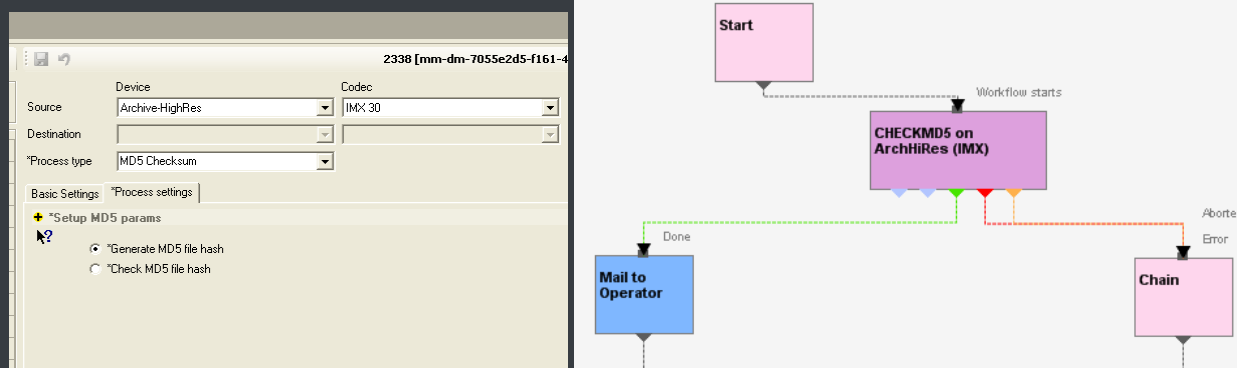 2338 [mm-dm-7055e2d5-f161-4
Device Codec
Source Archive-HighRes IMX 30
Destination
*Process type MD5 Checksum
Basic Settings *Process settings
*Setup MD5 params
*Generate MD5 file hash
*Check MD5 file hash
Start
Workflow starts
CHECKMD5 on
ArchHiRes (IMX)
Done
Aborte
Error
Mail to
Operator
Chain